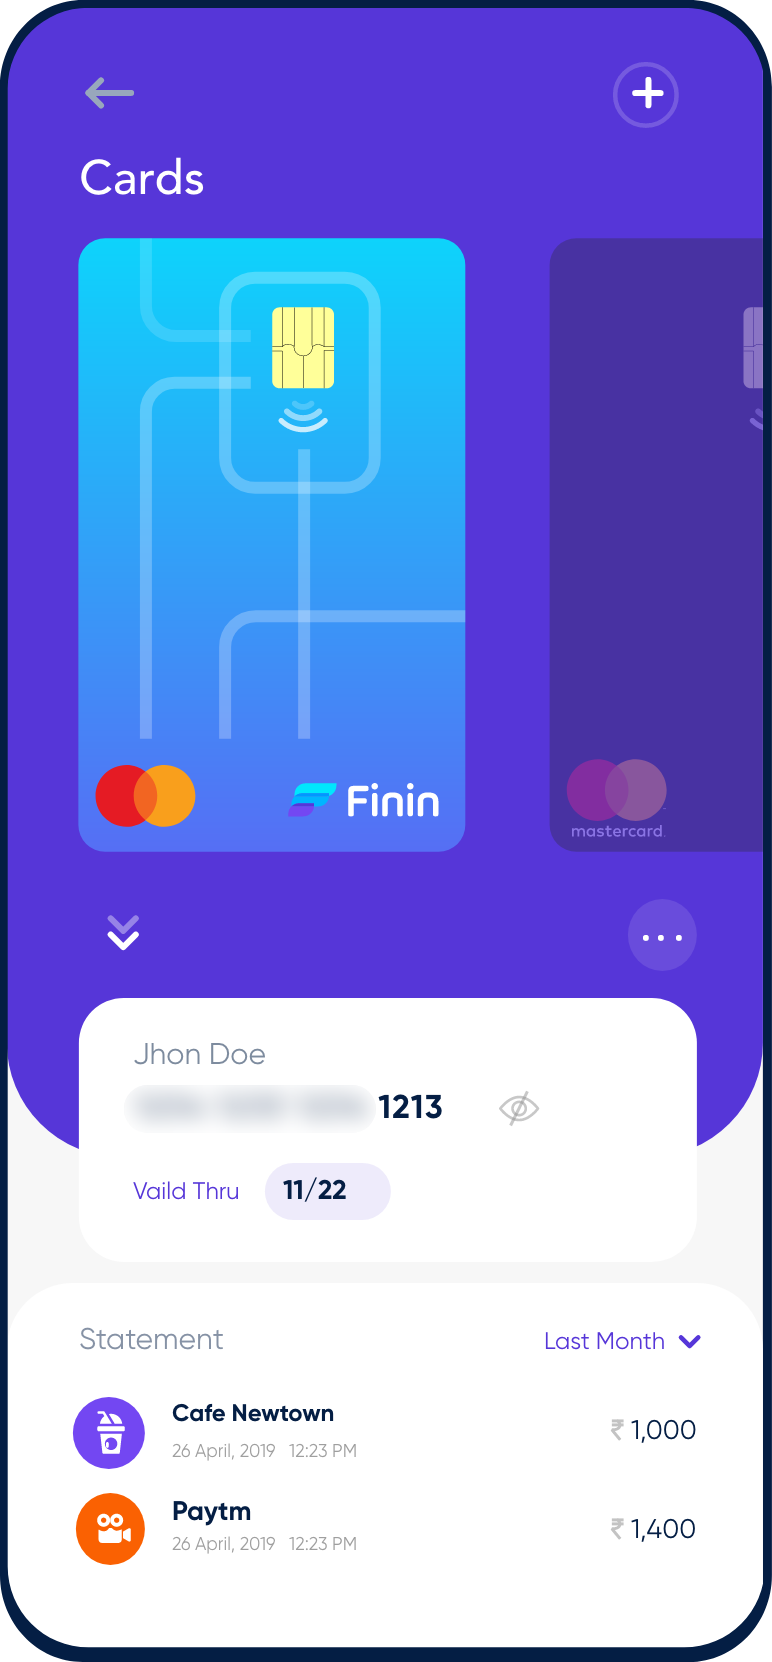 Cards
Finin
mastercard.
Jhon Doe
1213
Vaild Thru 11/22
Statement Last Month
Cafe Newtown
26 April, 2019 12:23 PM
₹ 1,000
Paytm
26 April, 2019 12:23 PM
₹ 1,400